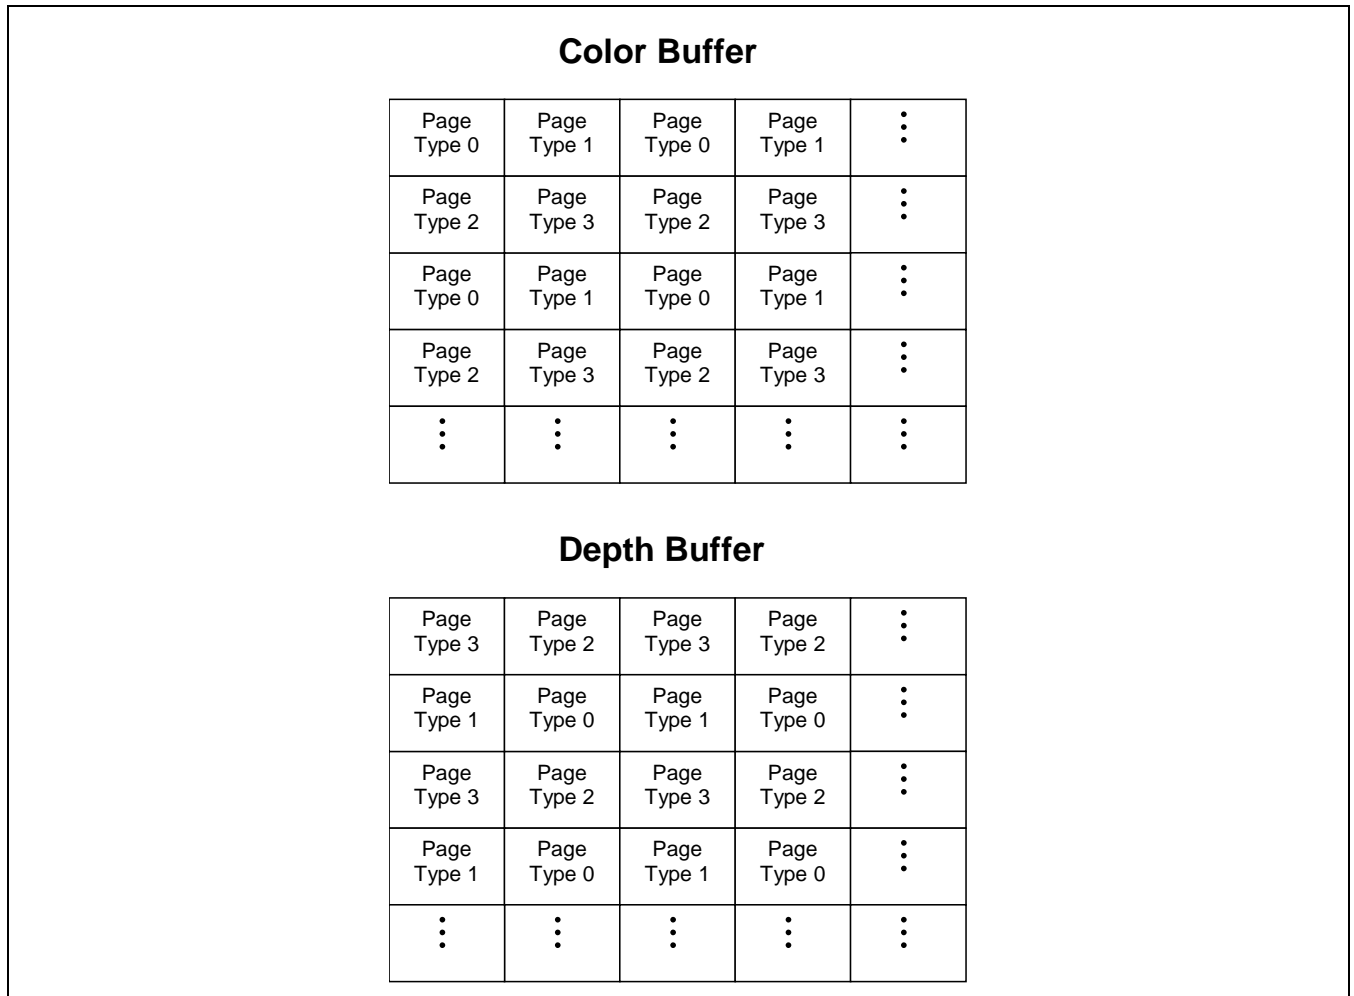 Color Buffer
Page Page Page Page ⋮
Type 0 Type 1 Type 0 Type 1
Page Page Page Page ⋮
Type 2 Type 3 Type 2 Type 3
Page Page Page Page ⋮
Type 0 Type 1 Type 0 Type 1
Page Page Page Page ⋮
Type 2 Type 3 Type 2 Type 3
⋮ ⋮ ⋮ ⋮ ⋮
Depth Buffer
Page Page Page Page ⋮
Type 3 Type 2 Type 3 Type 2
Page Page Page Page ⋮
Type 1 Type 0 Type 1 Type 0
Page Page Page Page ⋮
Type 3 Type 2 Type 3 Type 2
Page Page Page Page ⋮
Type 1 Type 0 Type 1 Type 0
⋮ ⋮ ⋮ ⋮ ⋮